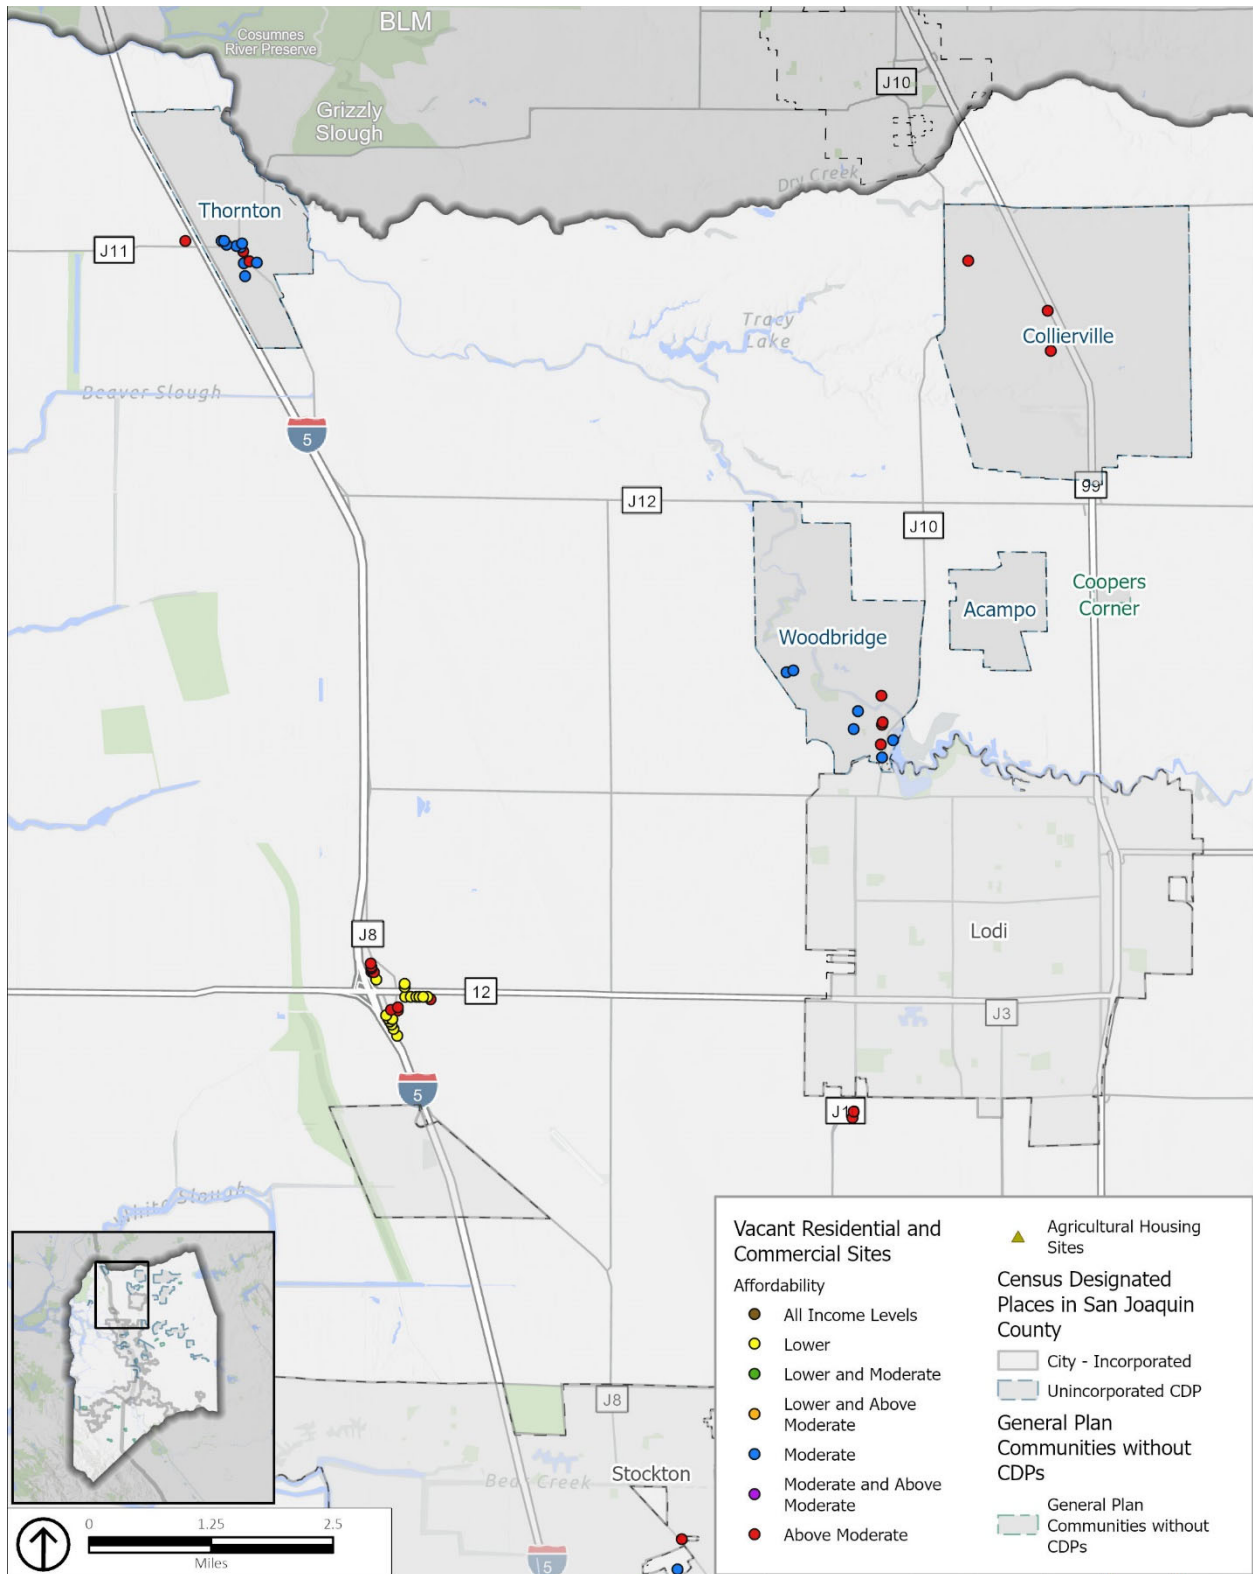 BLM
Cosumnes
River Preserve
J10
Grizzly
Slough
Dry Creek
Thornton
J11
Tracy
Lake
Collierville
Beaver Slough
5
99
J12
J10
Coopers
Corner
Acampo
Woodbridge
J8
Lodi
12
J3
5
White Slough
J8
Bear Creek
Stockton
5
0
1.25
2.5
Miles
Vacant Residential and
Commercial Sites
Affordability
All Income Levels
Lower
Lower and Moderate
Lower and Above
Moderate
Moderate
Moderate and Above
Moderate
Above Moderate
Agricultural Housing
Sites
Census Designated
Places in San Joaquin
County
City - Incorporated
Unincorporated CDP
General Plan
Communities without
CDPs
General Plan
Communities without
CDPs